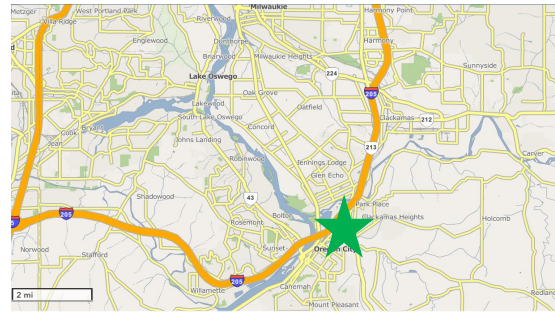 Metzger
West Portland Park
Villa Ridge
Riverwood
Milwaukie
Harmony Point
Englewood
Dunthorpe
Harmony
Briarwood
Milwaukie Heights
Sunnyside
224
Lake Oswego
Oak Grove
205
Lakewood
Oatfield
South Lake Oswego
Clackamas
212
Cook
Bryant
Concord
Jean
Johns Landing
213
Robinwood
Jennings Lodge
Carver
Glen Echo
Shadowwood
43
Park Place
205
Bolton
Clackamas Heights
Holcomb
Rosemont
Norwood
Stafford
Sunset
Oregon City
205
2 mi
Willamette
Canemah
Redland
Mount Pleasant